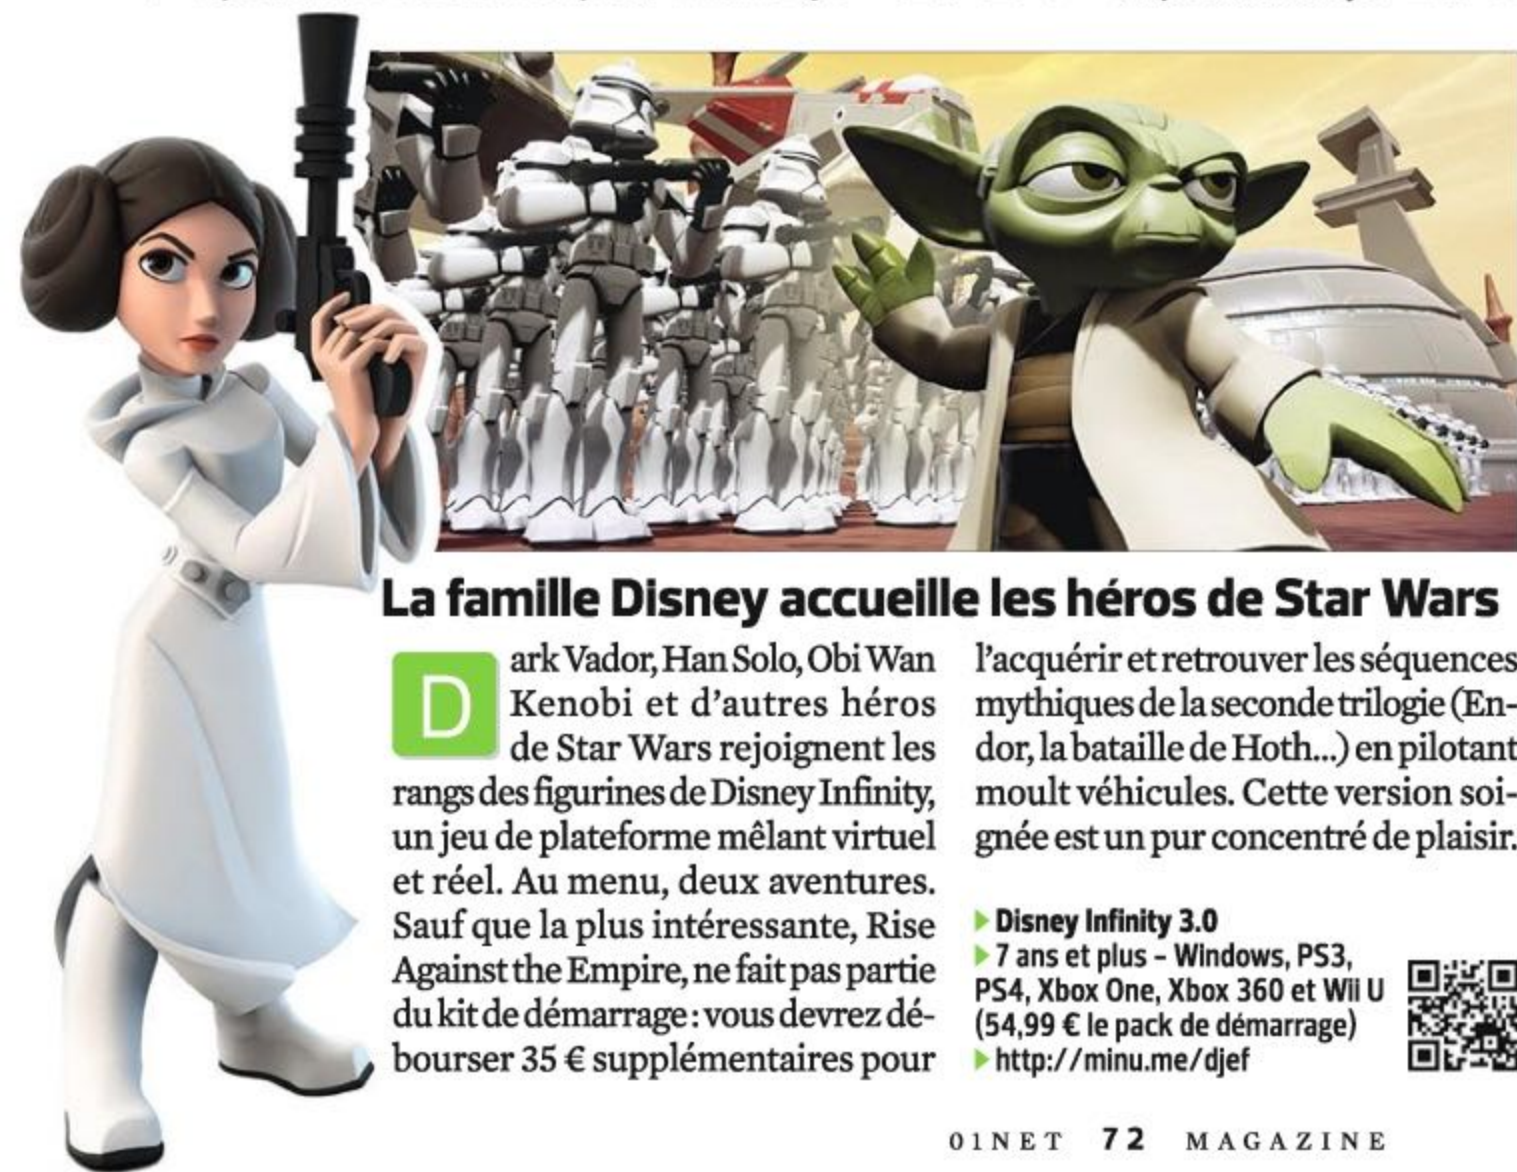 La famille Disney accueille les héros de Star Wars
Dark Vador, Han Solo, Obi Wan
Kenobi et d'autres héros
de Star Wars rejoignent les
rangs des figurines de Disney Infinity,
un jeu de plateforme mêlant virtuel
et réel. Au menu, deux aventures.
Sauf que la plus intéressante, Rise
Against the Empire, ne fait pas partie
du kit de démarrage : vous devrez dé-
bourser 35 € supplémentaires pour
l'acquérir et retrouver les séquences
mythiques de la seconde trilogie (En-
dor, la bataille de Hoth...) en pilotant
moult véhicules. Cette version soi-
gnée est un pur concentré de plaisir.
Disney Infinity 3.0
7 ans et plus – Windows, PS3,
PS4, Xbox One, Xbox 360 et Wii U
(54,99 € le pack de démarrage)
http://minu.me/djef
01NET 72 MAGAZINE